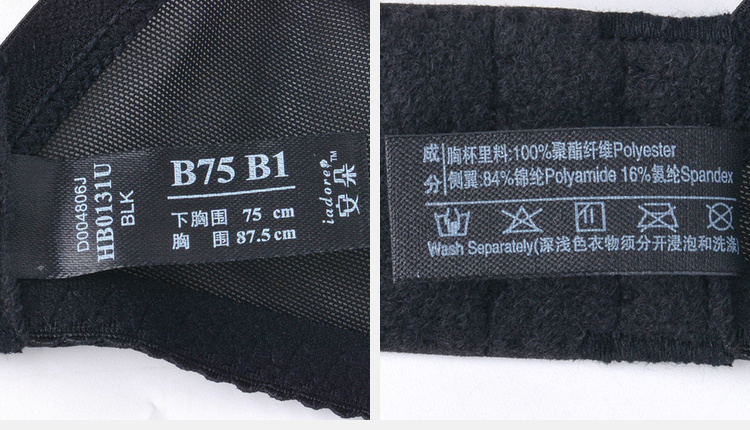 D004806J
HB0131U
BLK
B75 B1
下胸围 75 cm
胸 围 87.5cm
iadore®™
安朵
成分
胸杯里料:100%聚酯纤维Polyester
侧翼:84%锦纶Polyamide 16%氨纶Spandex
Wash Separately(深浅色衣物须分开浸泡和洗涤